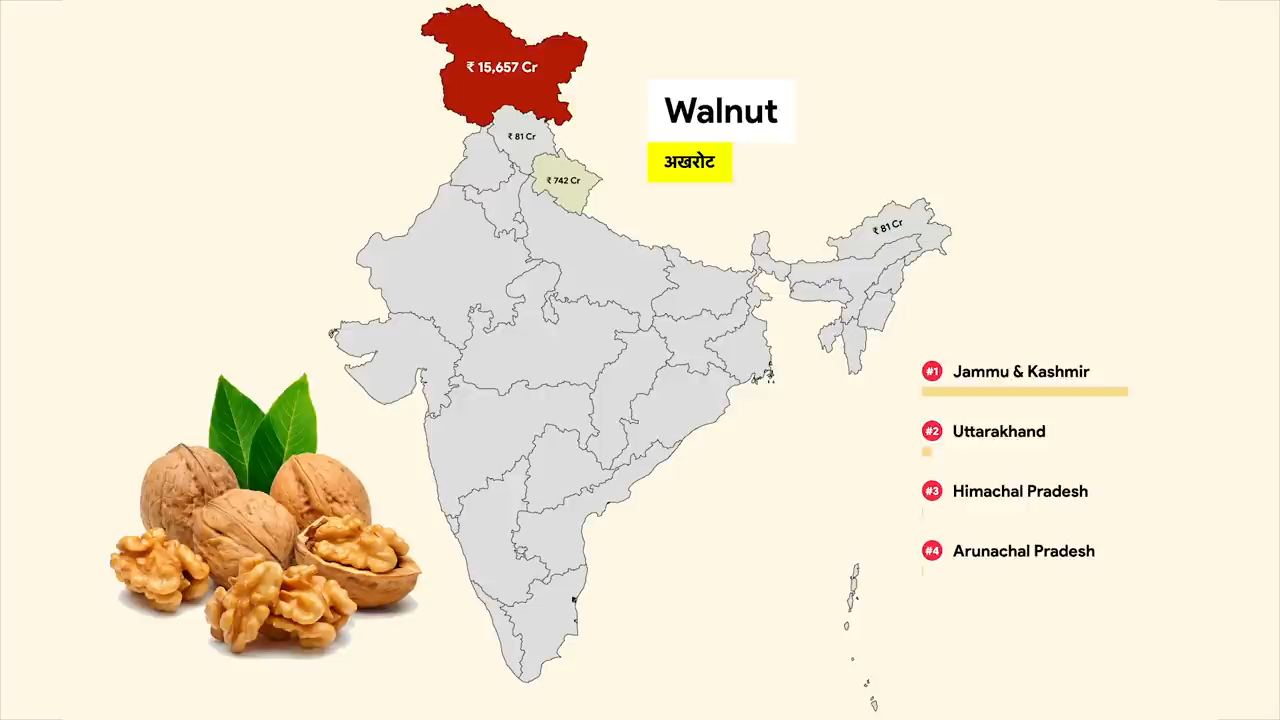 ₹ 15,657 Cr
₹ 81 Cr
₹ 742 Cr
₹ 81 Cr
Walnut
अखरोट
#1 Jammu & Kashmir
#2 Uttarakhand
#3 Himachal Pradesh
#4 Arunachal Pradesh